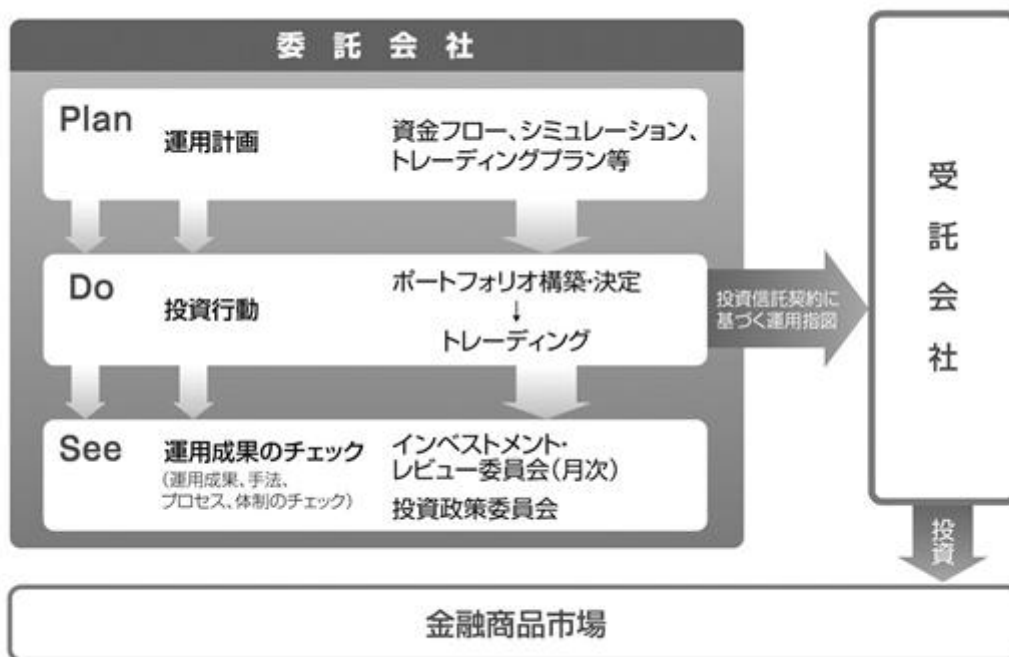 委託会社
Plan
運用計画
資金フロー、シミュレーション、
トレーディングプラン等
Do
投資行動
ポートフォリオ構築・決定
↓
トレーディング
See
運用成果のチェック
(運用成果、手法、
プロセス、体制のチェック)
インベストメント・
レビュー委員会(月次)
投資政策委員会
投資信託契約に
基づく運用指図
受託会社
投資
金融商品市場